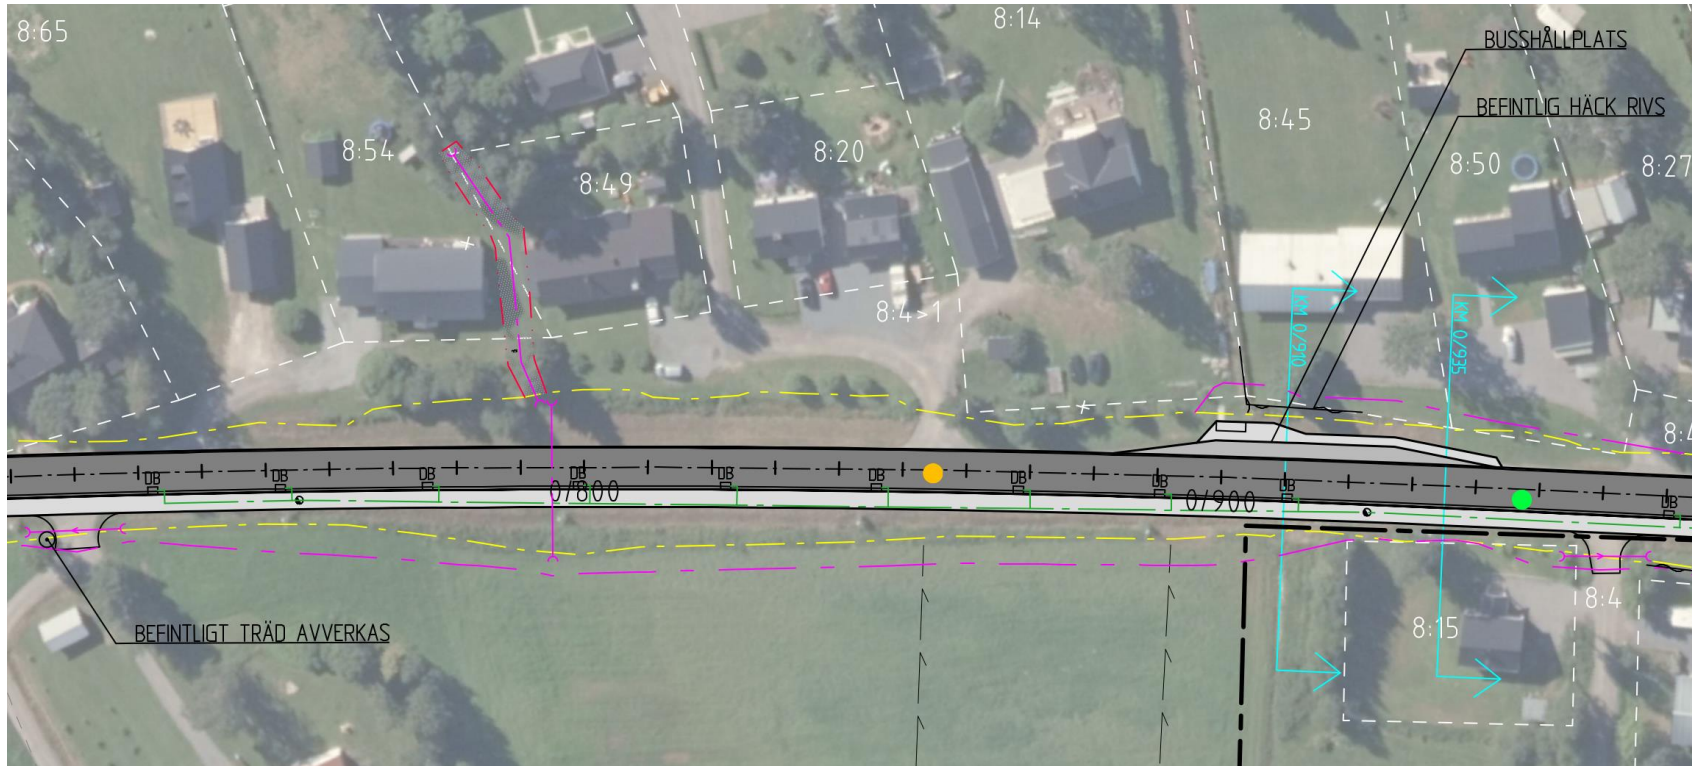 8:65
8:14
BUSSHÅLLPLATS
BEFINTLIG HÄCK RIVS
8:45
8:54
8:49
8:20
8:50
8:27
8:4>1
KM 0/910
KM 0/935
8:4
DB
DB
DB
DB
DB
DB
DB
DB
DB
DB
0/800
0/900
BEFINTLIGT TRÄD AVVERKAS
8:4
8:15